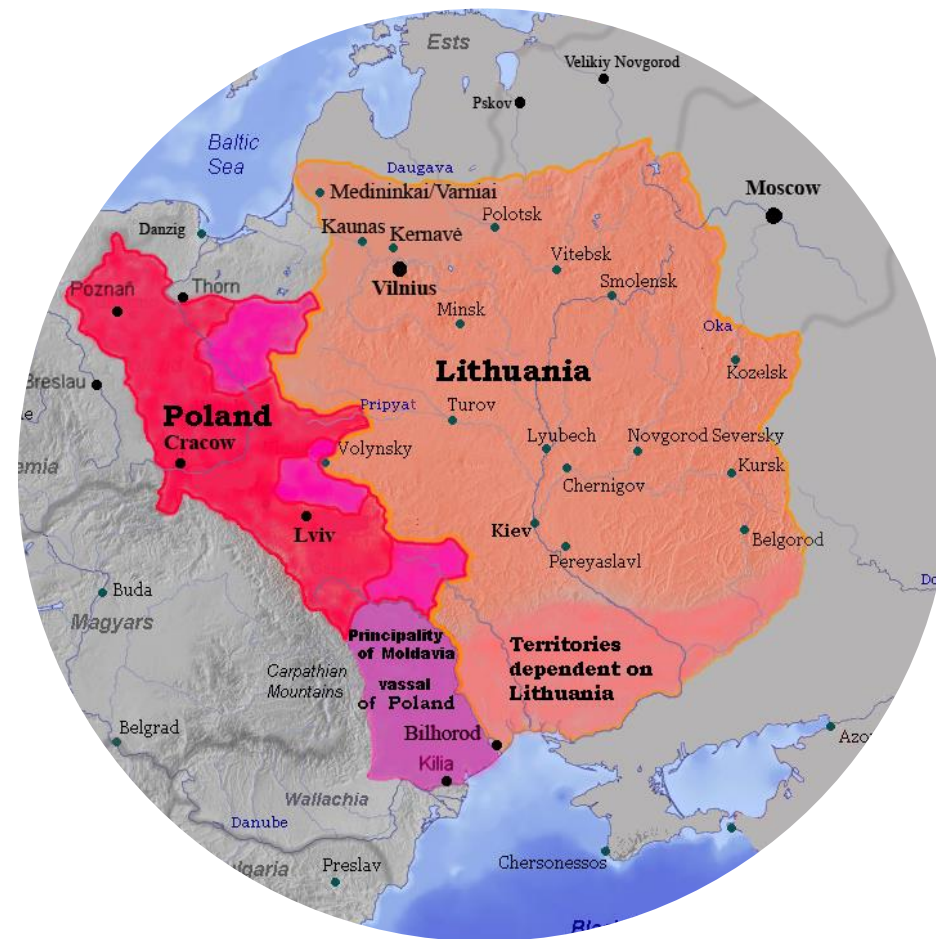 Ests
Velikiy Novgorod
Pskov
Baltic
Sea
Daugava
Moscow
Medininkai/Varniai
Polotsk
Danzig
Kaunas
Kernavė
Vitebsk
Vilnius
Smolensk
Poznań
Thorn
Minsk
Oka
Lithuania
Kozelsk
Breslau
Pripyat
Turov
Poland
Cracow
Volynsky
Lyubech
Novgorod Seversky
Kursk
Chernigov
Lviv
Kiev
Belgorod
Pereyaslavl
Buda
Magyars
Principality
of Moldavia
vassal
of Poland
Territories
dependent on
Lithuania
Carpathian
Mountains
Belgrad
Bilhorod
Kilia
Wallachia
Danube
Preslav
Chersonessos